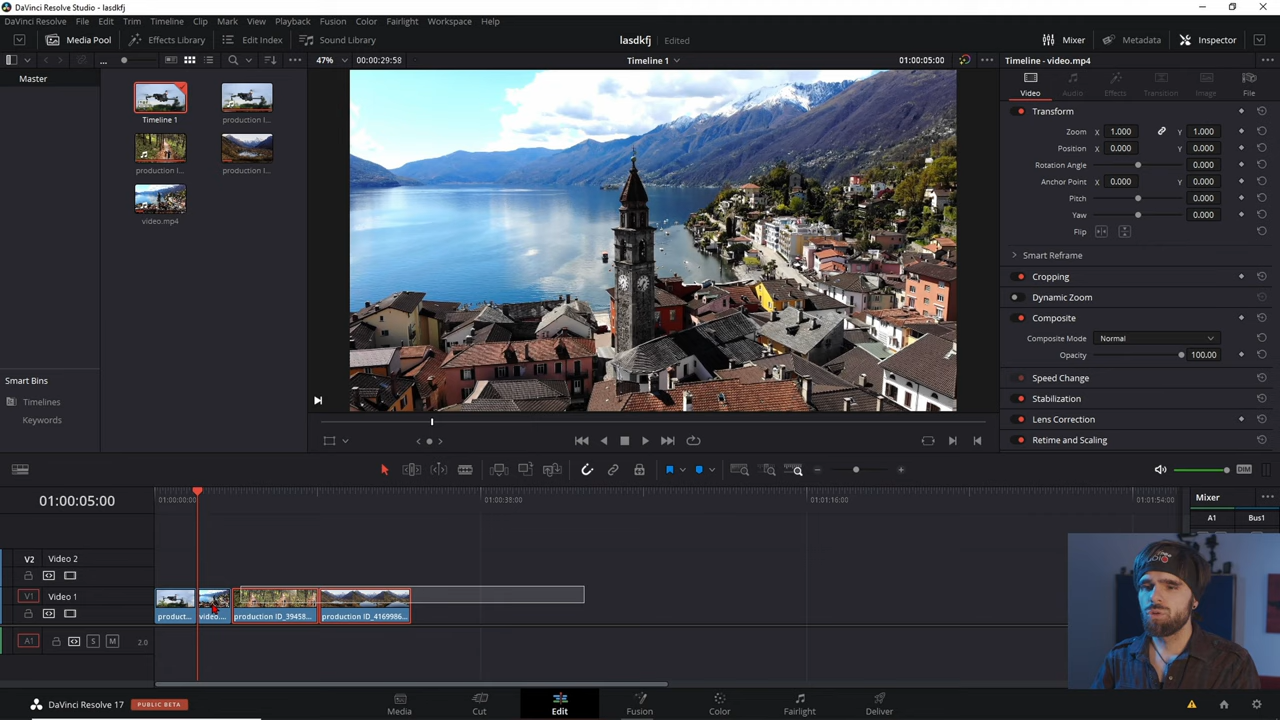 DaVinci Resolve Studio - lasdkfj
DaVinci Resolve File Edit Trim Timeline Clip Mark View Playback Fusion Color Fairlight Workspace Help
Media Pool Effects Library Edit Index Sound Library lasdkfj Edited Mixer Metadata Inspector
... 47% 00:00:29:58 Timeline 1 01:00:05:00 Timeline - video.mp4
Master
Timeline 1 production I...
production I... production I...
video.mp4
Smart Bins
Timelines
Keywords
Video Audio Effects Transition Image File
Transform
Zoom X 1.000 Y 1.000
Position X 0.000 Y 0.000
Rotation Angle 0.000
Anchor Point X 0.000 Y 0.000
Pitch 0.000
Yaw 0.000
Flip
Smart Reframe
Cropping
Dynamic Zoom
Composite
Composite Mode Normal
Opacity 100.00
Speed Change
Stabilization
Lens Correction
Retime and Scaling
DIM
01:00:05:00 01:00:00:00 01:00:38:00 01:01:16:00 01:01:54:00 Mixer
A1 Bus1
V2 Video 2
V1 Video 1
product... video.... production ID_39458... production ID_4169986...
A1 S M 2.0
DaVinci Resolve 17 PUBLIC BETA Media Cut Edit Fusion Color Fairlight Deliver